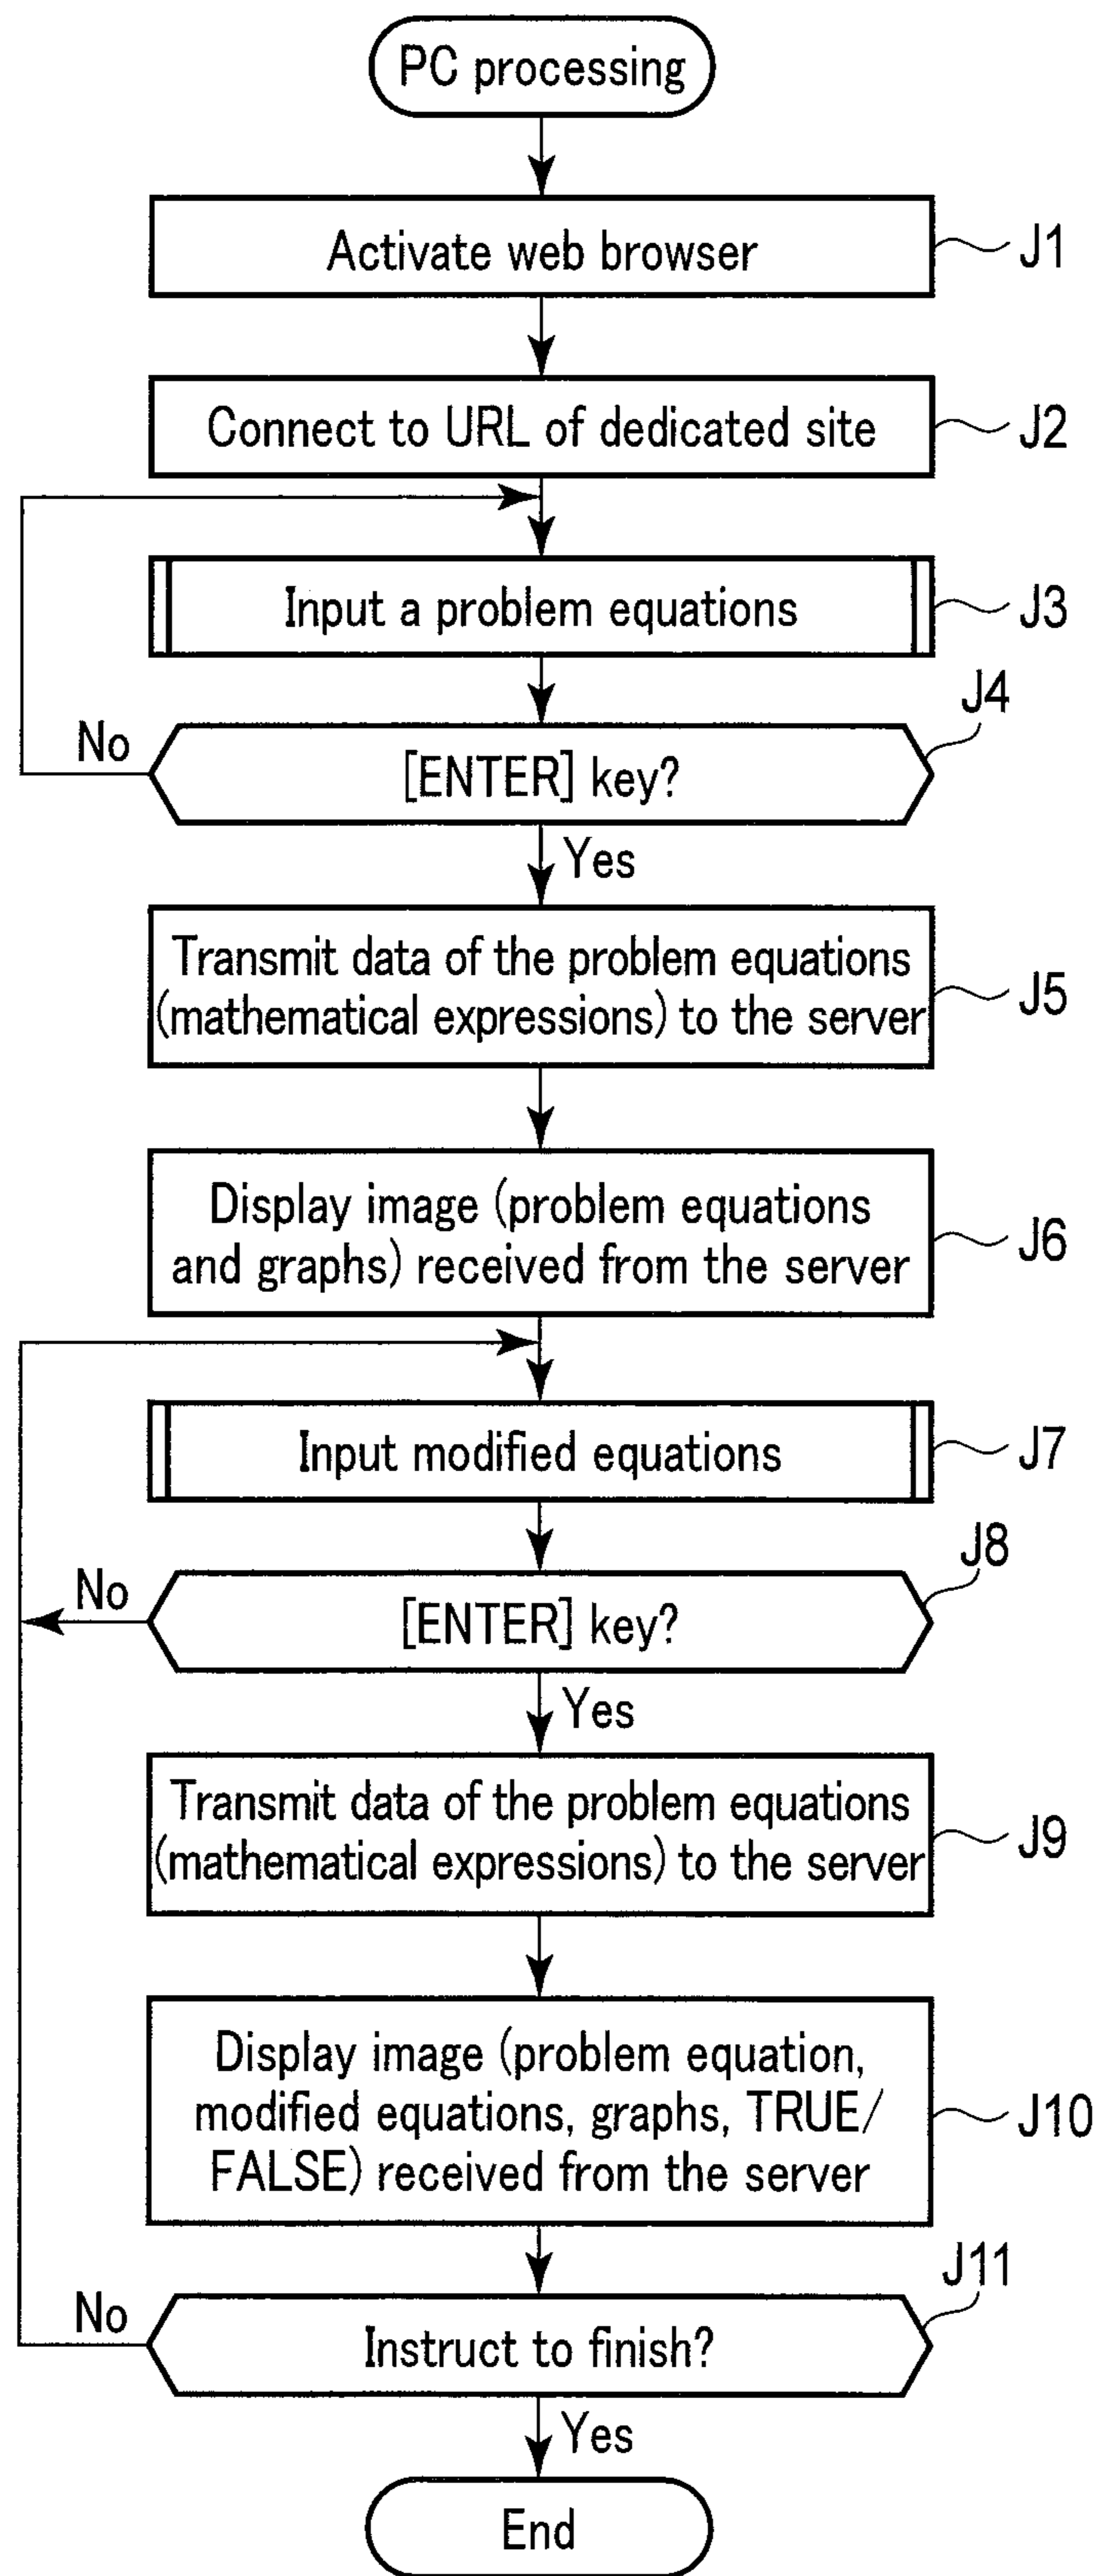 PC processing
Activate web browser
J1
Connect to URL of dedicated site
J2
Input a problem equations
J3
J4
No
[ENTER] key?
Yes
Transmit data of the problem equations
(mathematical expressions) to the server
J5
Display image (problem equations
and graphs) received from the server
J6
Input modified equations
J7
J8
No
[ENTER] key?
Yes
Transmit data of the problem equations
(mathematical expressions) to the server
J9
Display image (problem equation,
modified equations, graphs, TRUE/
FALSE) received from the server
J10
J11
No
Instruct to finish?
Yes
End